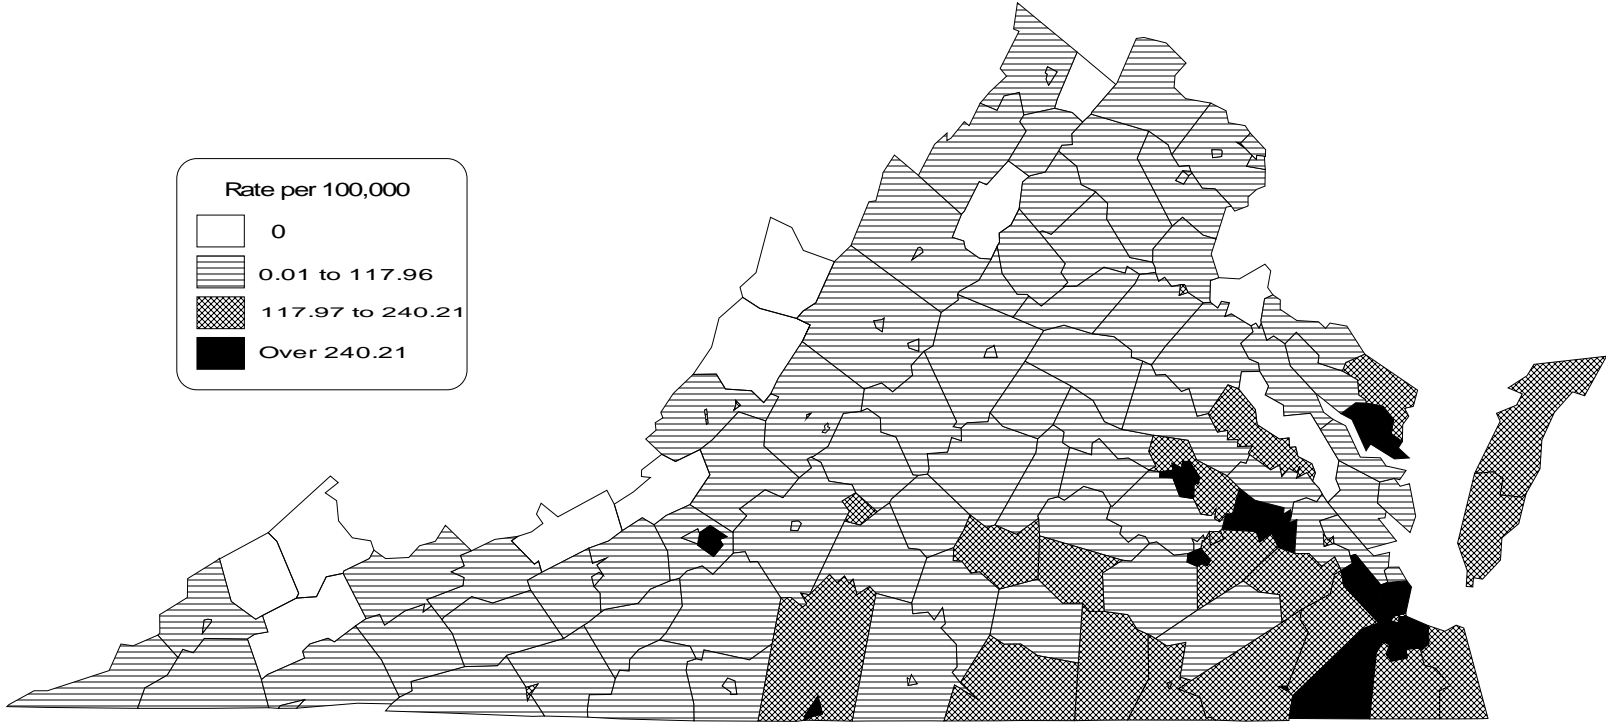 Rate per 100,000
0
0.01 to 117.96
117.97 to 240.21
Over 240.21